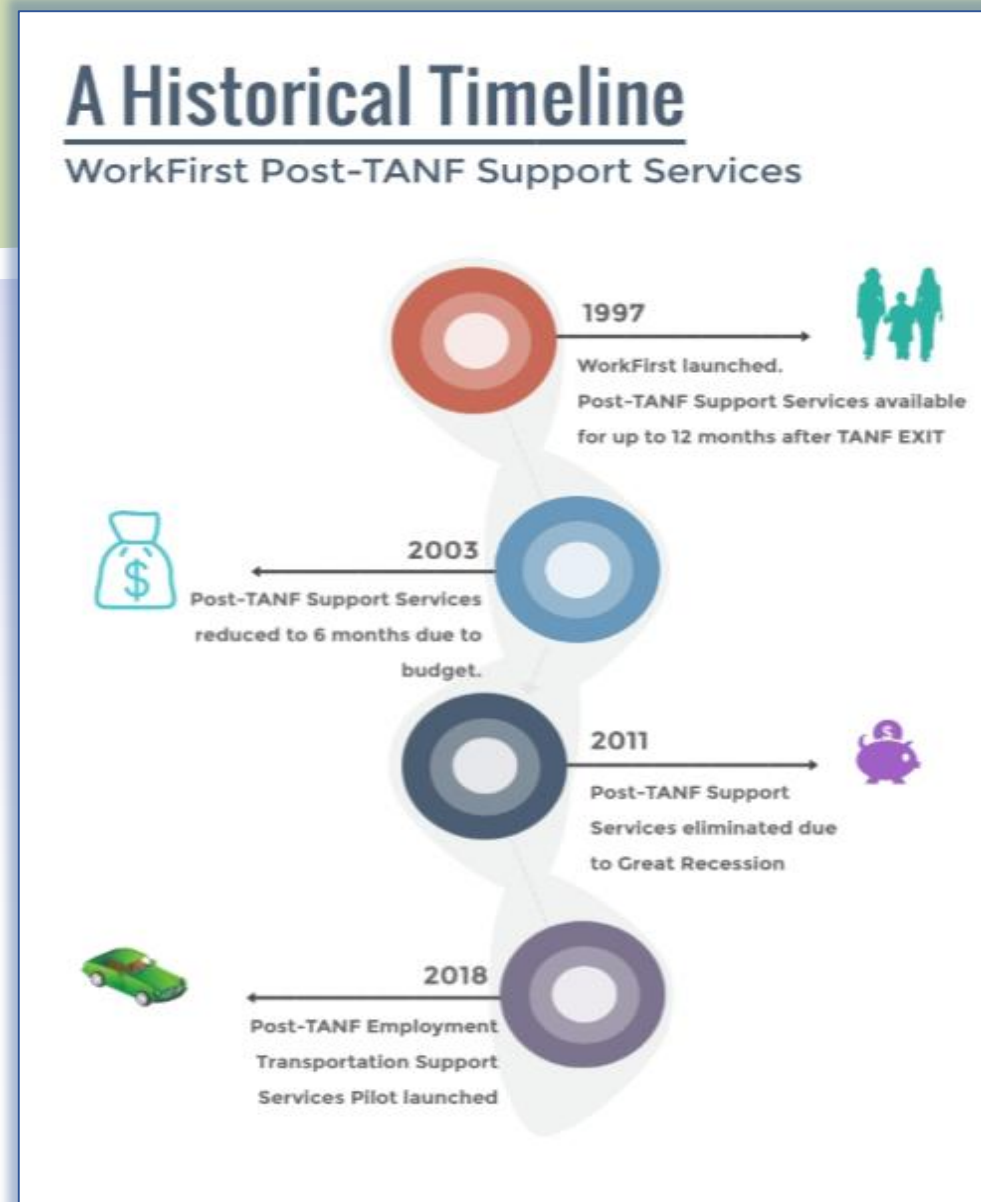 A Historical Timeline
WorkFirst Post-TANF Support Services
1997
WorkFirst launched.
Post-TANF Support Services available
for up to 12 months after TANF EXIT
2003
$
Post-TANF Support Services
reduced to 6 months due to
budget.
2011
$
Post-TANF Support
Services eliminated due
to Great Recession
2018
Post-TANF Employment
Transportation Support
Services Pilot launched